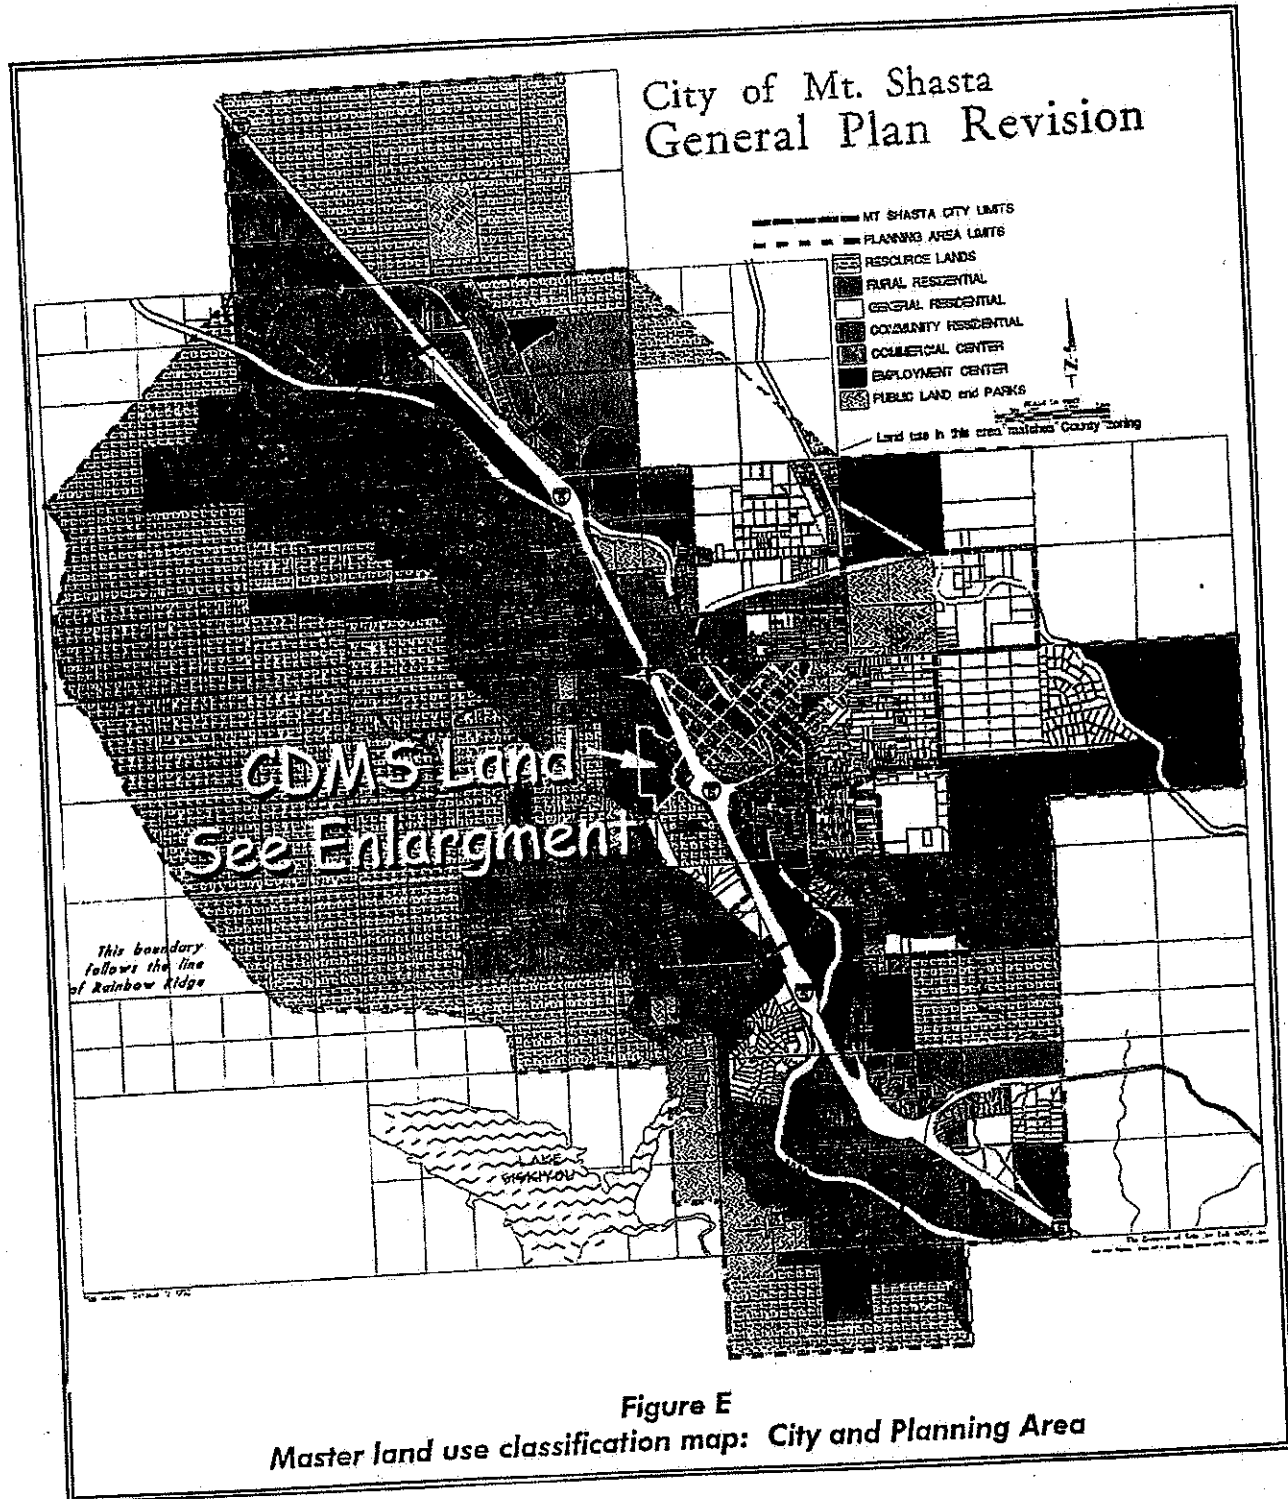 City of Mt. Shasta
General Plan Revision
MT SHASTA CITY LIMITS
PLANNING AREA LIMITS
RESOURCE LANDS
RURAL RESIDENTIAL
GENERAL RESIDENTIAL
COMMUNITY RESIDENTIAL
COMMERCIAL CENTER
EMPLOYMENT CENTER
PUBLIC LAND and PARKS
N
Land use in this area matches County zoning
CDMS Land
See Enlargment
This boundary
follows the line
of Rainbow Ridge
LAKE
SISKIYOU
Figure E
Master land use classification map: City and Planning Area